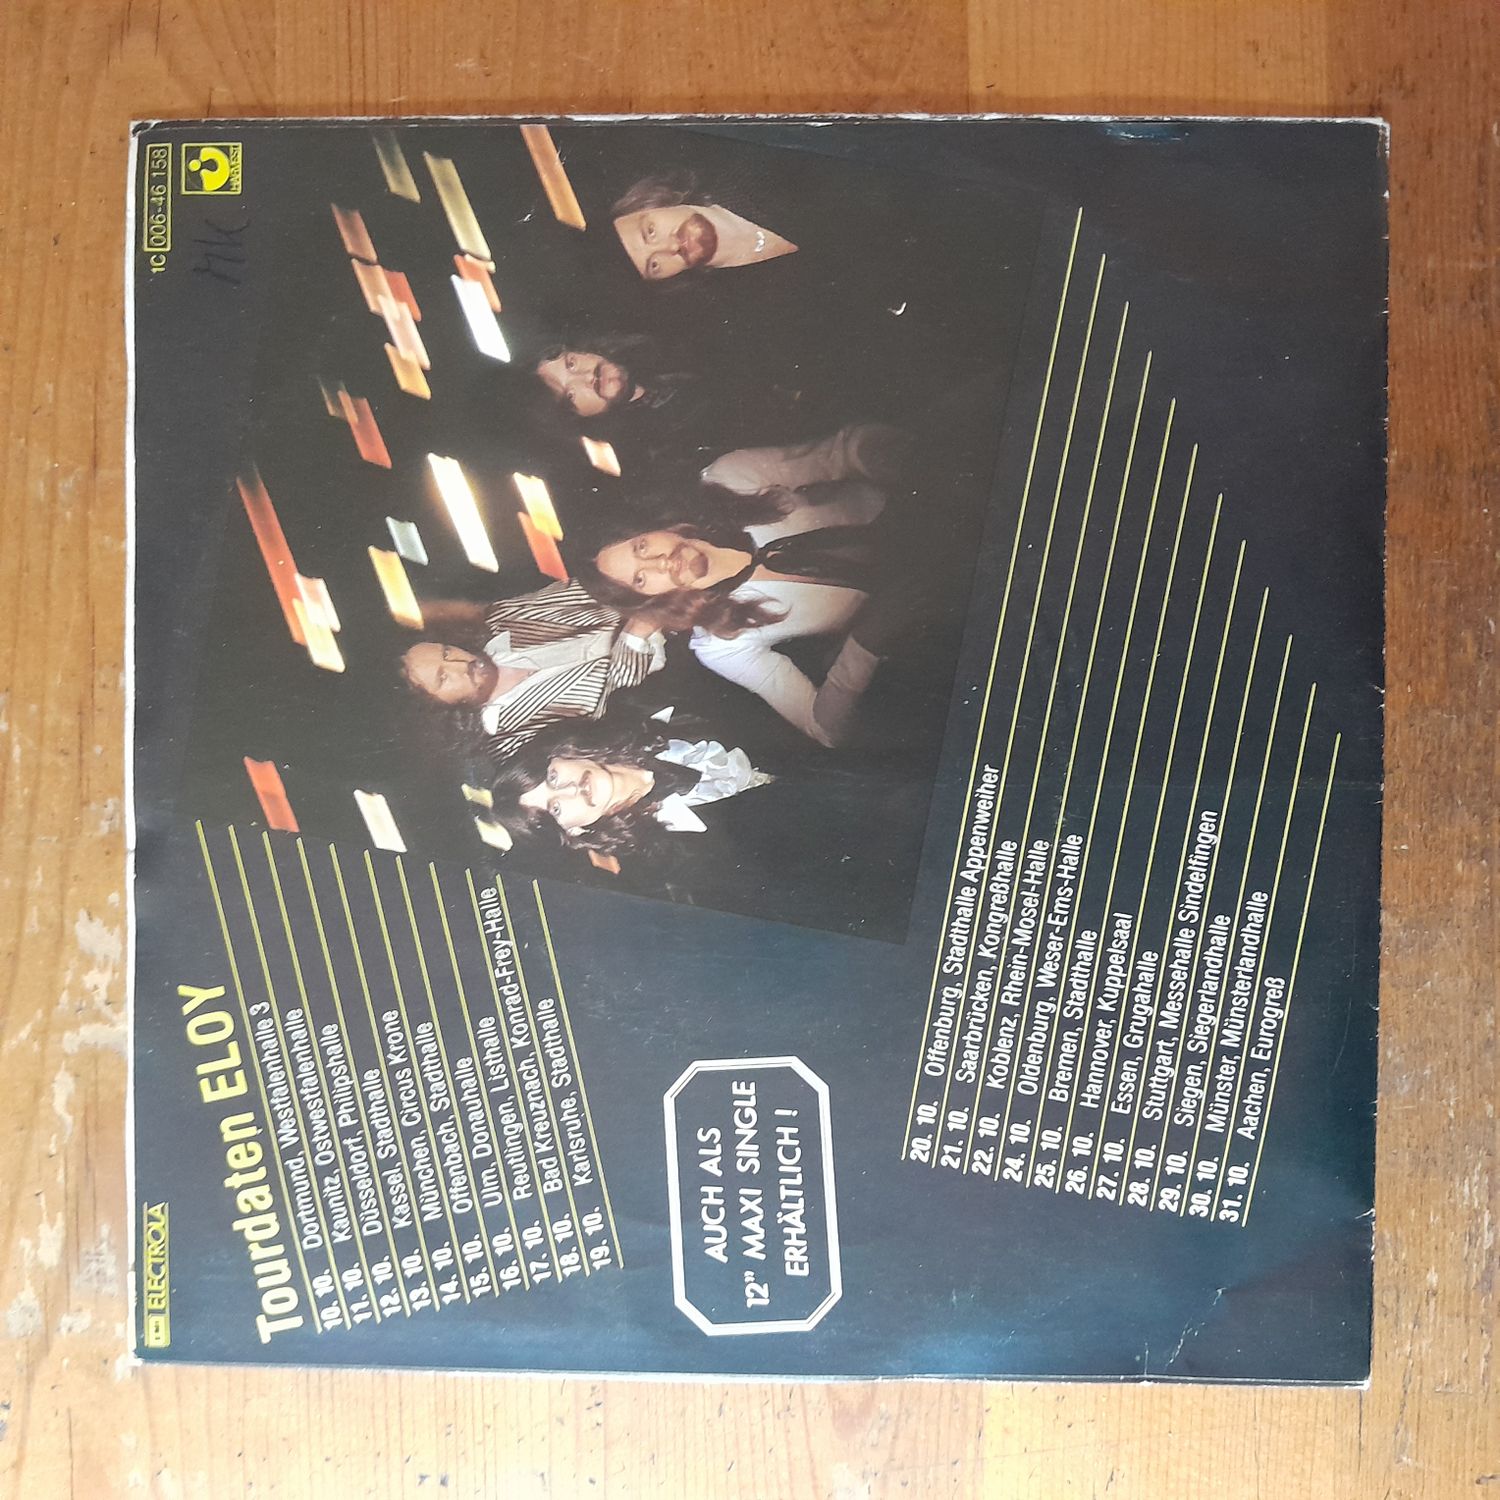 EMI ELECTROLA
1C 006-46 158
HARVEST
MK
Tourdaten ELOY
10. 10. Dortmund, Westfalenhalle 3
11. 10. Kaunitz, Ostwestfalenhalle
12. 10. Düsseldorf, Philipshalle
13. 10. Kassel, Stadthalle
14. 10. München, Circus Krone
15. 10. Offenbach, Stadthalle
16. 10. Ulm, Donauhalle
17. 10. Reutlingen, Listhalle
18. 10. Bad Kreuznach, Konrad-Frey-Halle
19. 10. Karlsruhe, Stadthalle
AUCH ALS
12" MAXI SINGLE
ERHÄLTLICH !
20. 10. Offenburg, Stadthalle Appenweiher
21. 10. Saarbrücken, Kongreßhalle
22. 10. Koblenz, Rhein-Mosel-Halle
24. 10. Oldenburg, Weser-Ems-Halle
25. 10. Bremen, Stadthalle
26. 10. Hannover, Kuppelsaal
27. 10. Essen, Grugahalle
28. 10. Stuttgart, Messehalle Sindelfingen
29. 10. Siegen, Siegerlandhalle
30. 10. Münster, Münsterlandhalle
31. 10. Aachen, Eurogreß